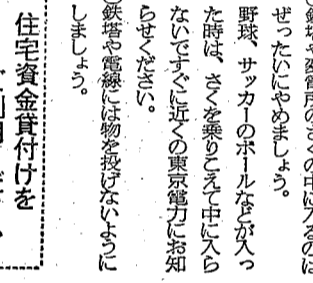 鉄塔や変電所のさくの中に入るのは
ぜったいにやめましょう。
野球、サッカーのボールなどが入っ
た時は、さくを乗りこえて中に入ら
ないですぐに近くの東京電力にお知
らせください。
○鉄塔や電線には物を投げないように
しましょう。
住宅資金貸付けを